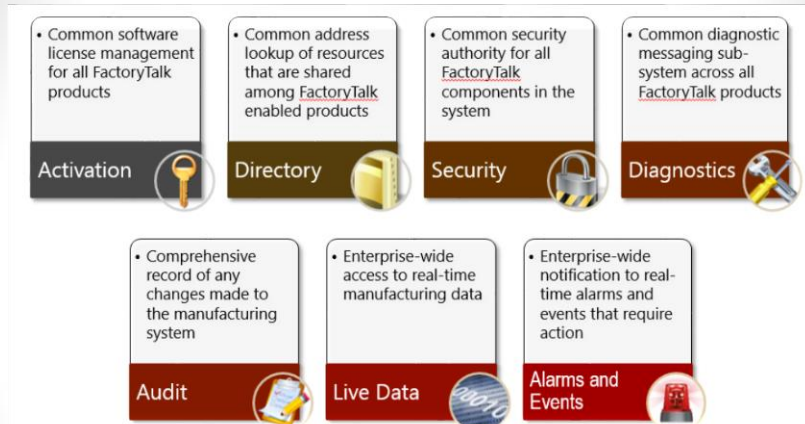 • Common software
license management
for all FactoryTalk
products
Activation
• Common address
lookup of resources
that are shared
among FactoryTalk
enabled products
Directory
• Common security
authority for all
FactoryTalk
components in the
system
Security
• Common diagnostic
messaging sub-
system across all
FactoryTalk products
Diagnostics
• Comprehensive
record of any
changes made to
the manufacturing
system
Audit
• Enterprise-wide
access to real-time
manufacturing data
Live Data
00010
• Enterprise-wide
notification to real-
time alarms and
events that require
action
Alarms and
Events